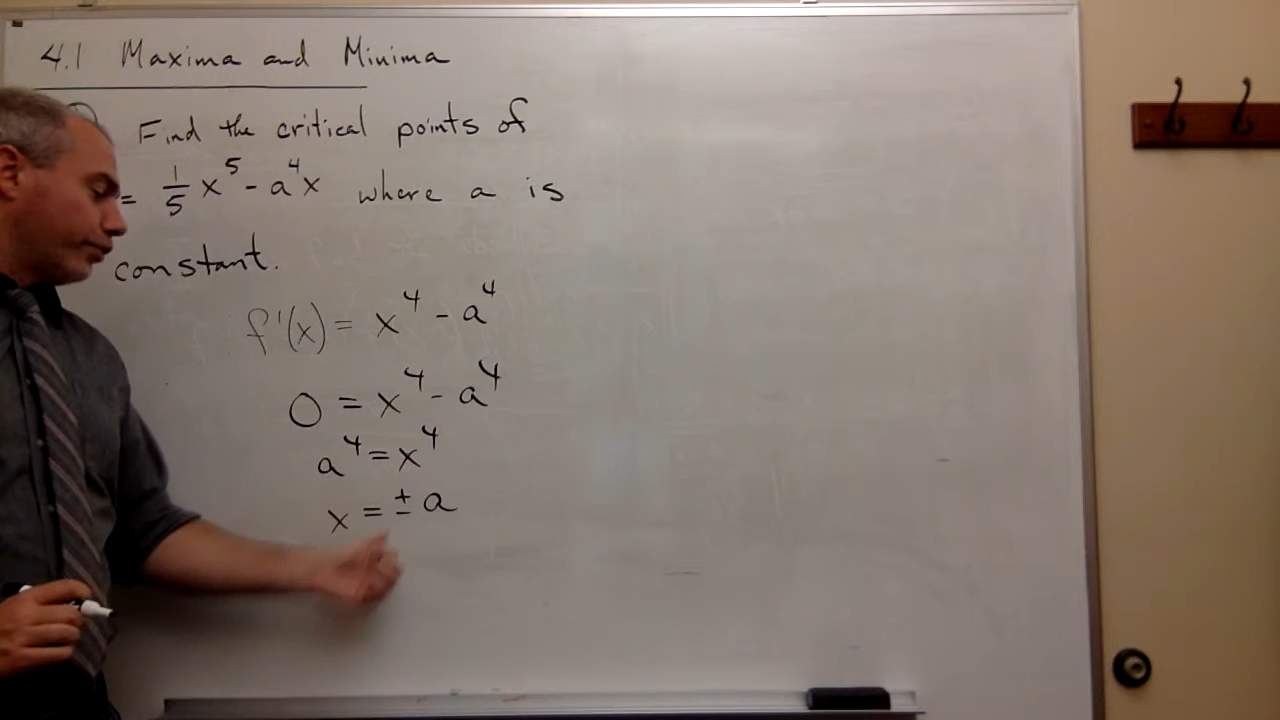 4.1 Maxima and Minima
Find the critical points of
= 1/5 x⁵ - a⁴x where a is
constant.
f'(x) = x⁴ - a⁴
0 = x⁴ - a⁴
a⁴ = x⁴
x = ± a